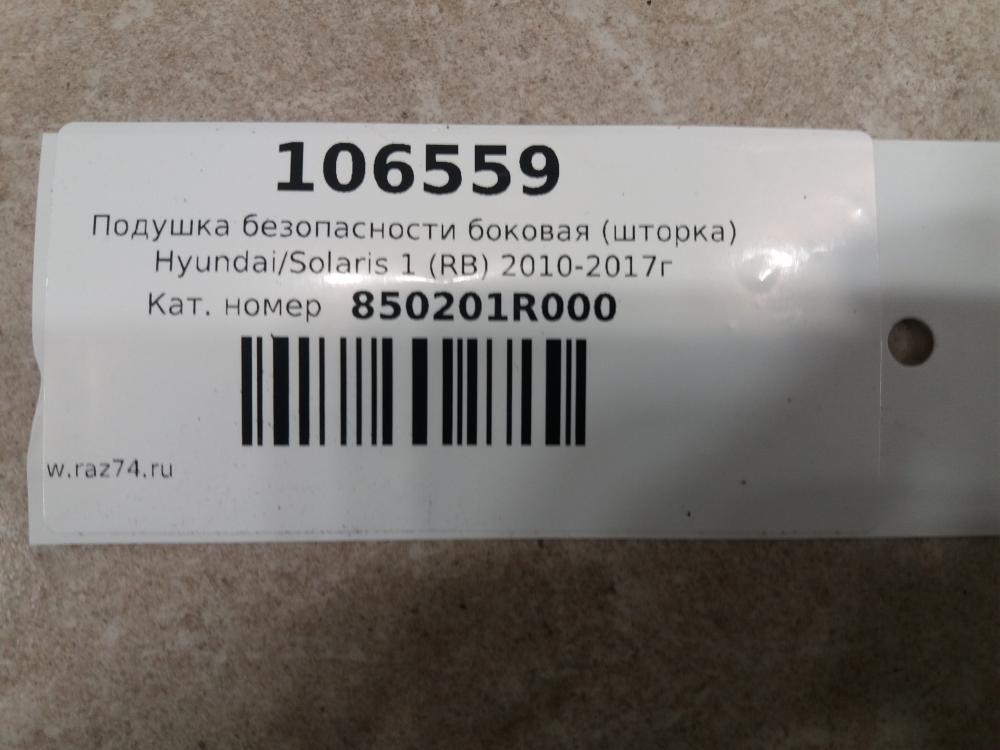 106559
Подушка безопасности боковая (шторка)
Hyundai/Solaris 1 (RB) 2010-2017г
Кат. номер 850201R000
w.raz74.ru